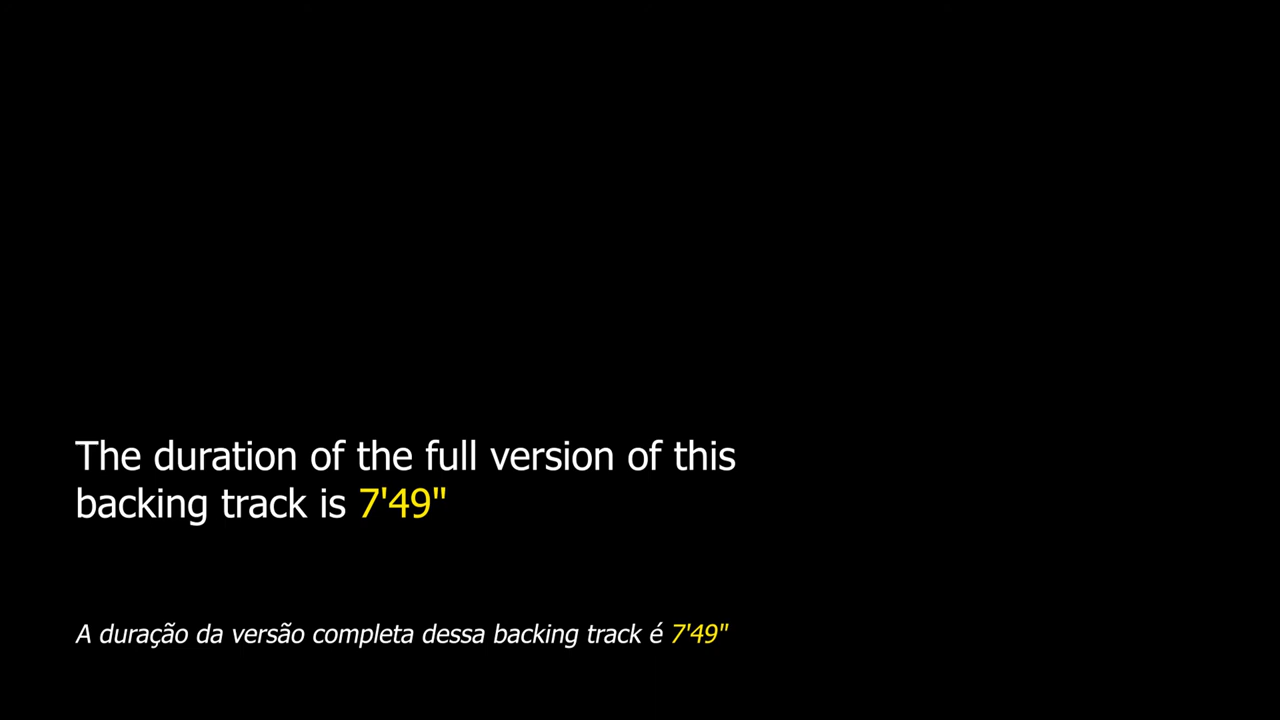 The duration of the full version of this
backing track is 7'49"
A duração da versão completa dessa backing track é 7'49"